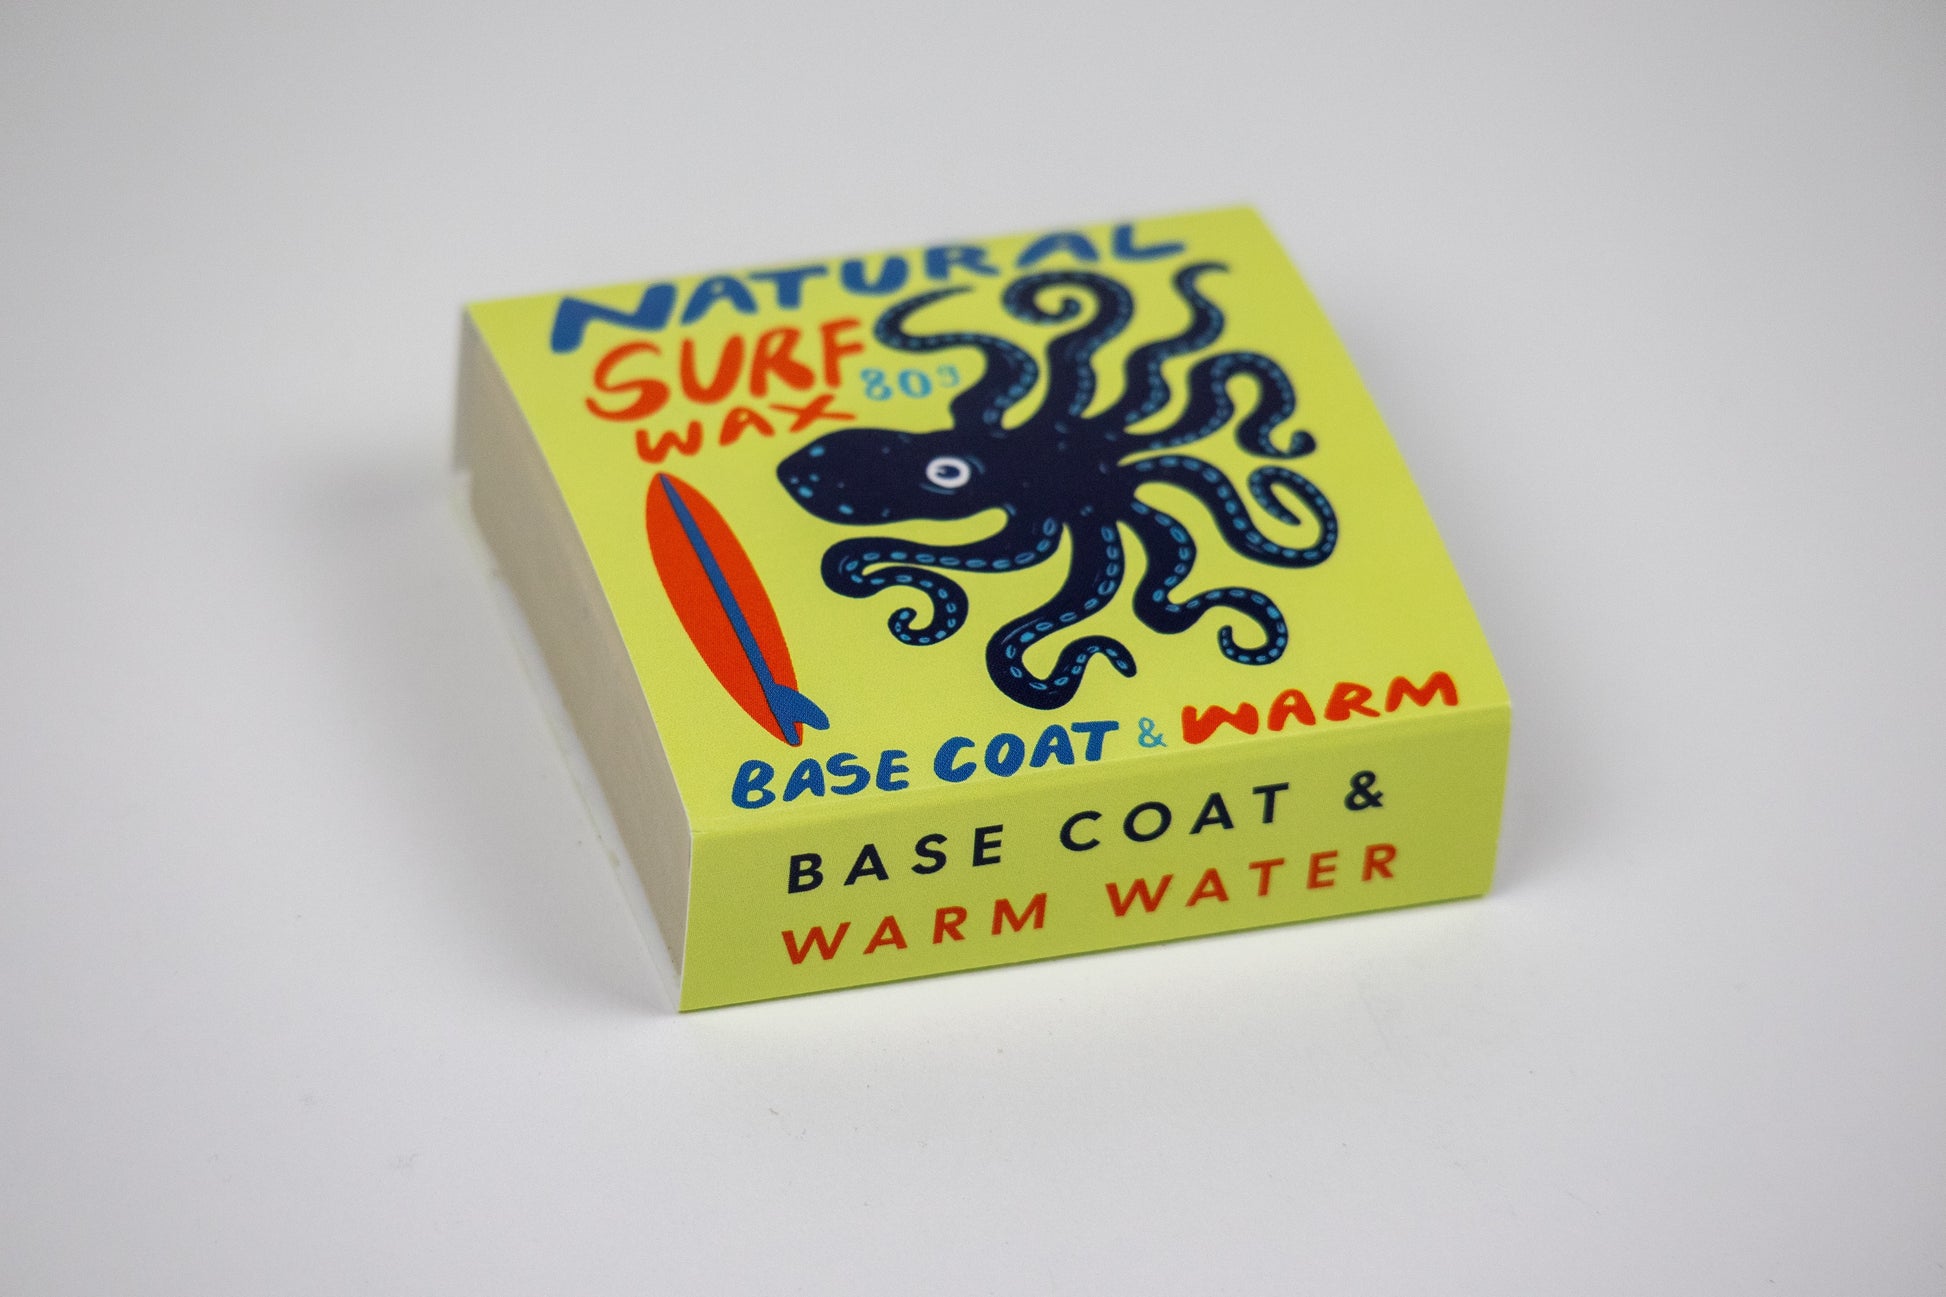 NATURAL
SURF
WAX
80g
BASE COAT & WARM
BASE COAT &
WARM WATER